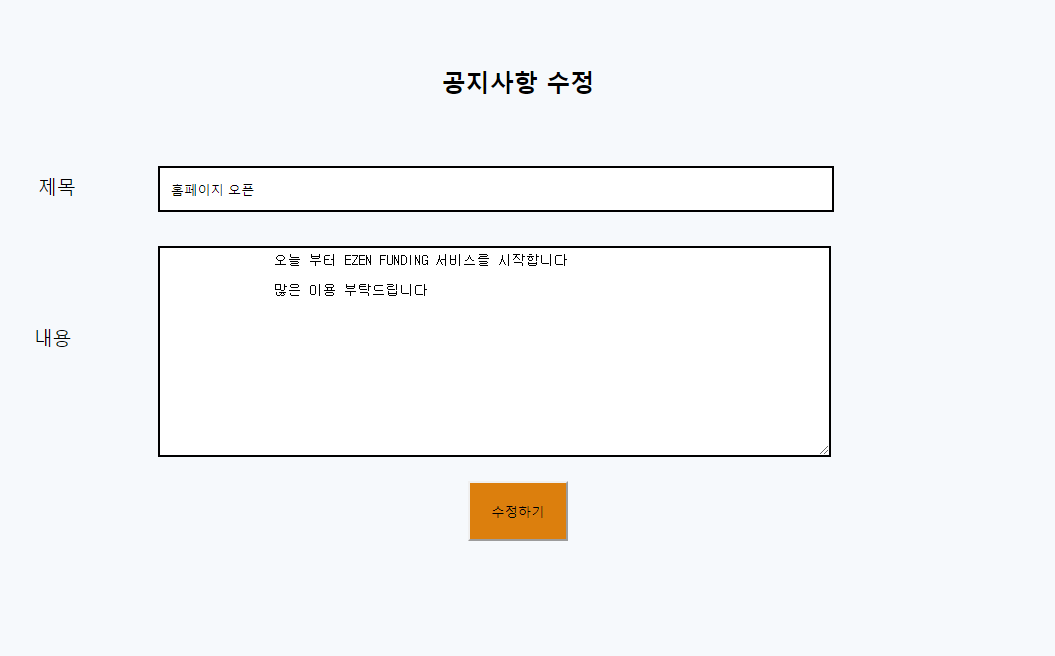 공지사항 수정
제목
홈페이지 오픈
오늘 부터 EZEN FUNDING 서비스를 시작합니다
많은 이용 부탁드립니다
내용
수정하기